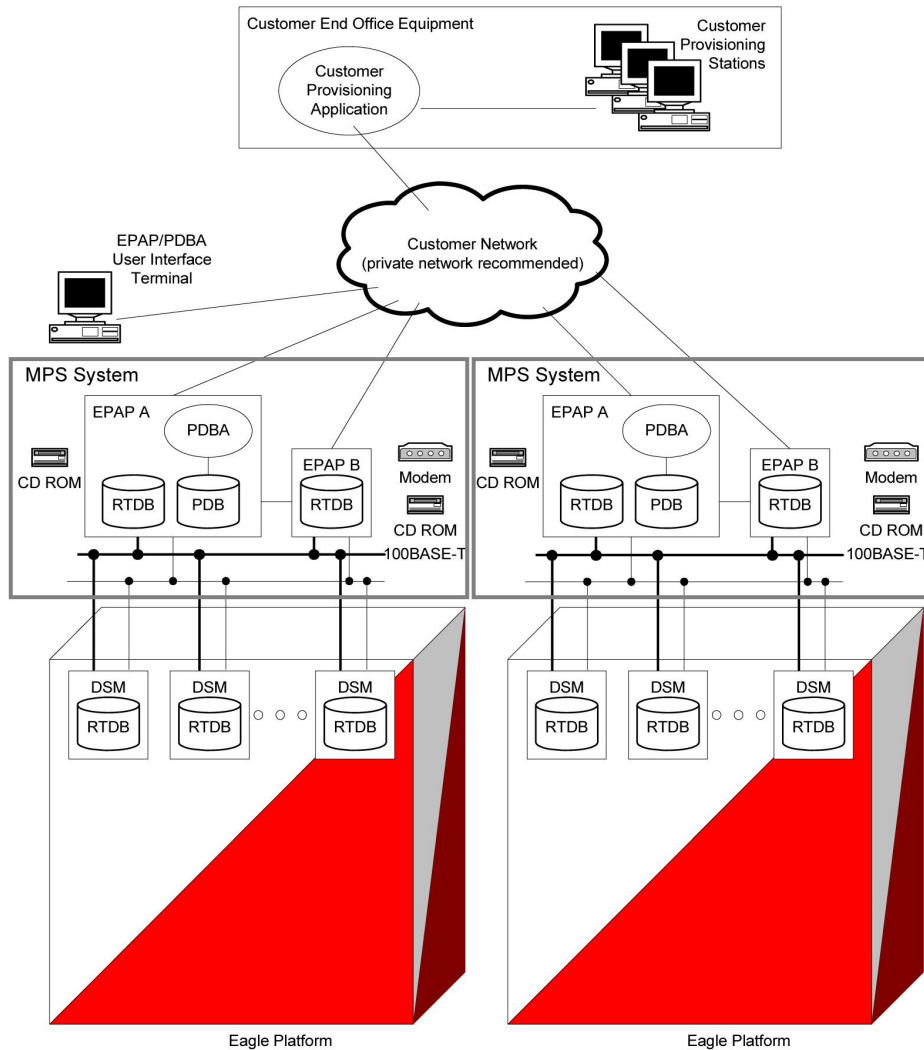 Customer End Office Equipment
Customer
Provisioning
Stations
Customer
Provisioning
Application
Customer Network
(private network recommended)
EPAP/PDBA
User Interface
Terminal
MPS System
EPAP A
PDBA
CD ROM
RTDB
PDB
EPAP B
RTDB
Modem
CD ROM
100BASE-T
MPS System
EPAP A
PDBA
CD ROM
RTDB
PDB
EPAP B
RTDB
Modem
CD ROM
100BASE-T
DSM
RTDB
DSM
RTDB
DSM
RTDB
DSM
RTDB
DSM
RTDB
DSM
RTDB
Eagle Platform
Eagle Platform